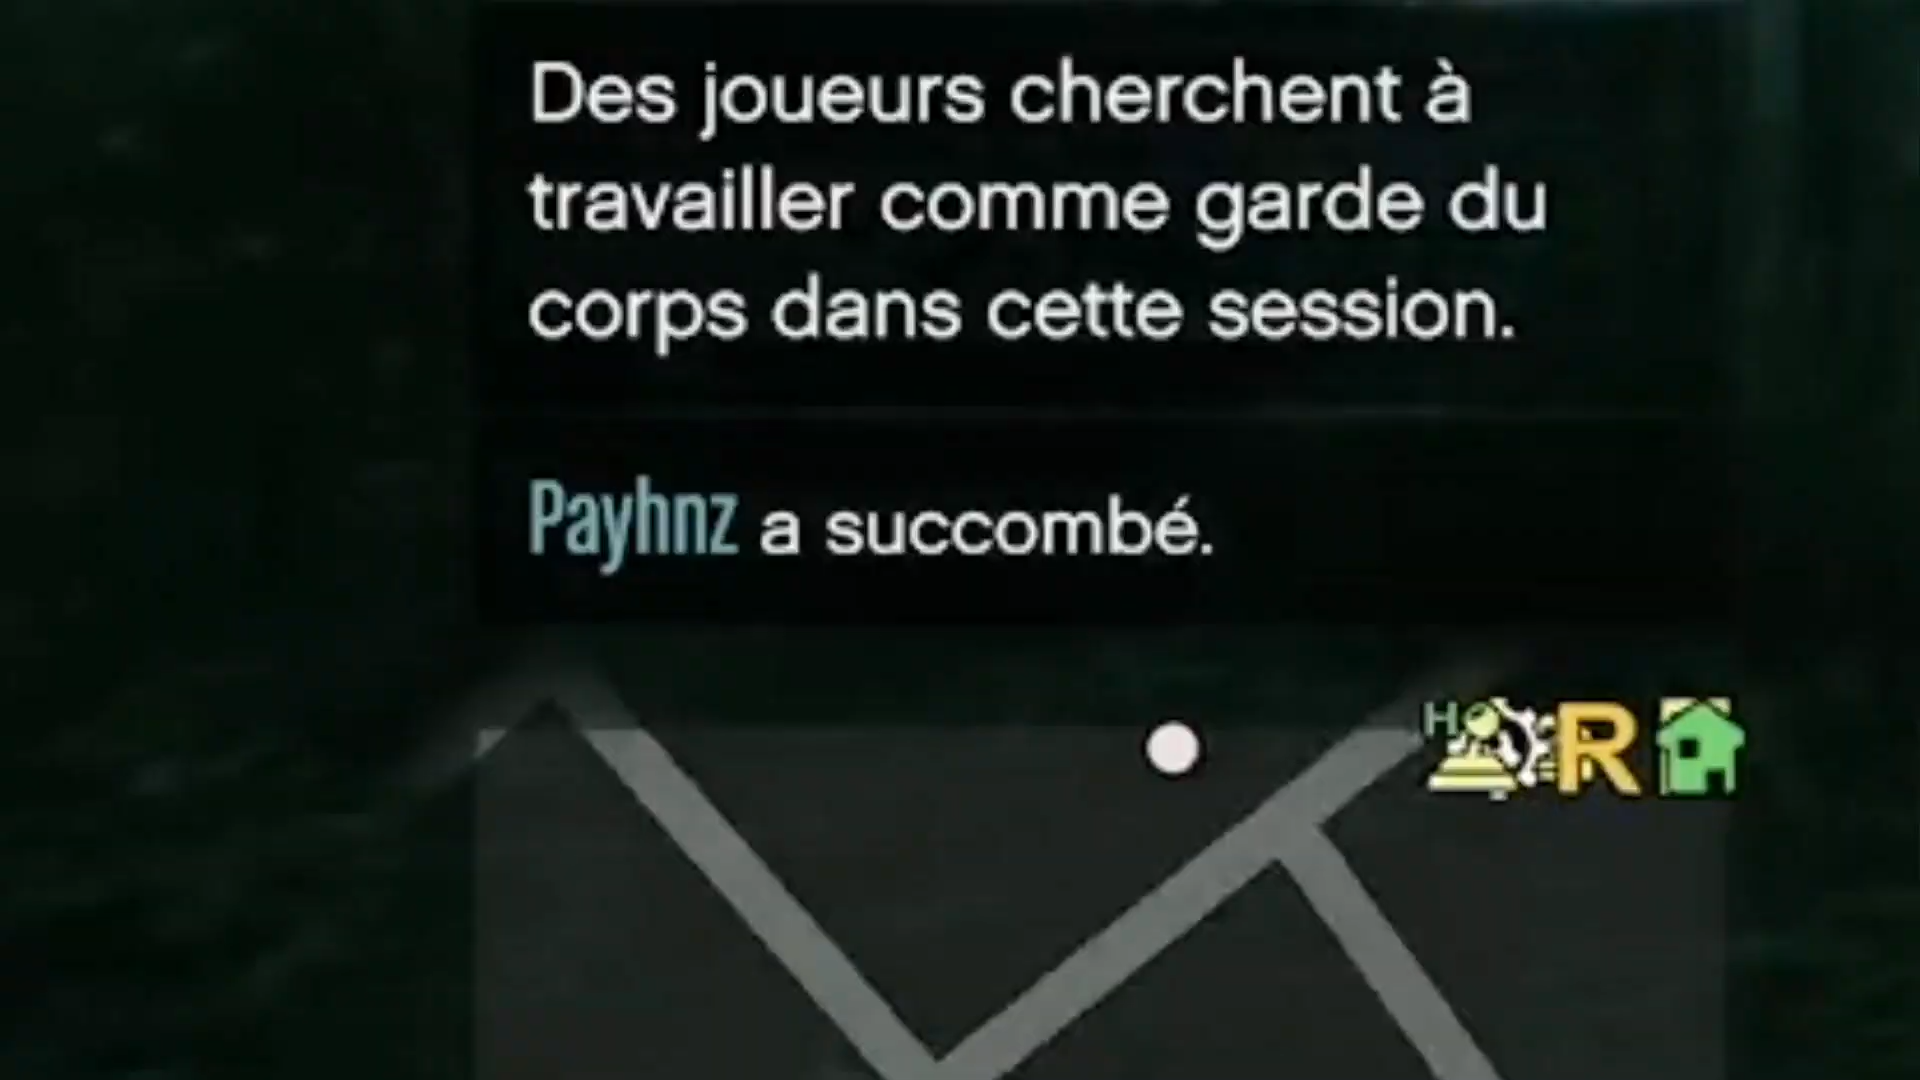 Des joueurs cherchent à
travailler comme garde du
corps dans cette session.
Payhnz a succombé.
H R